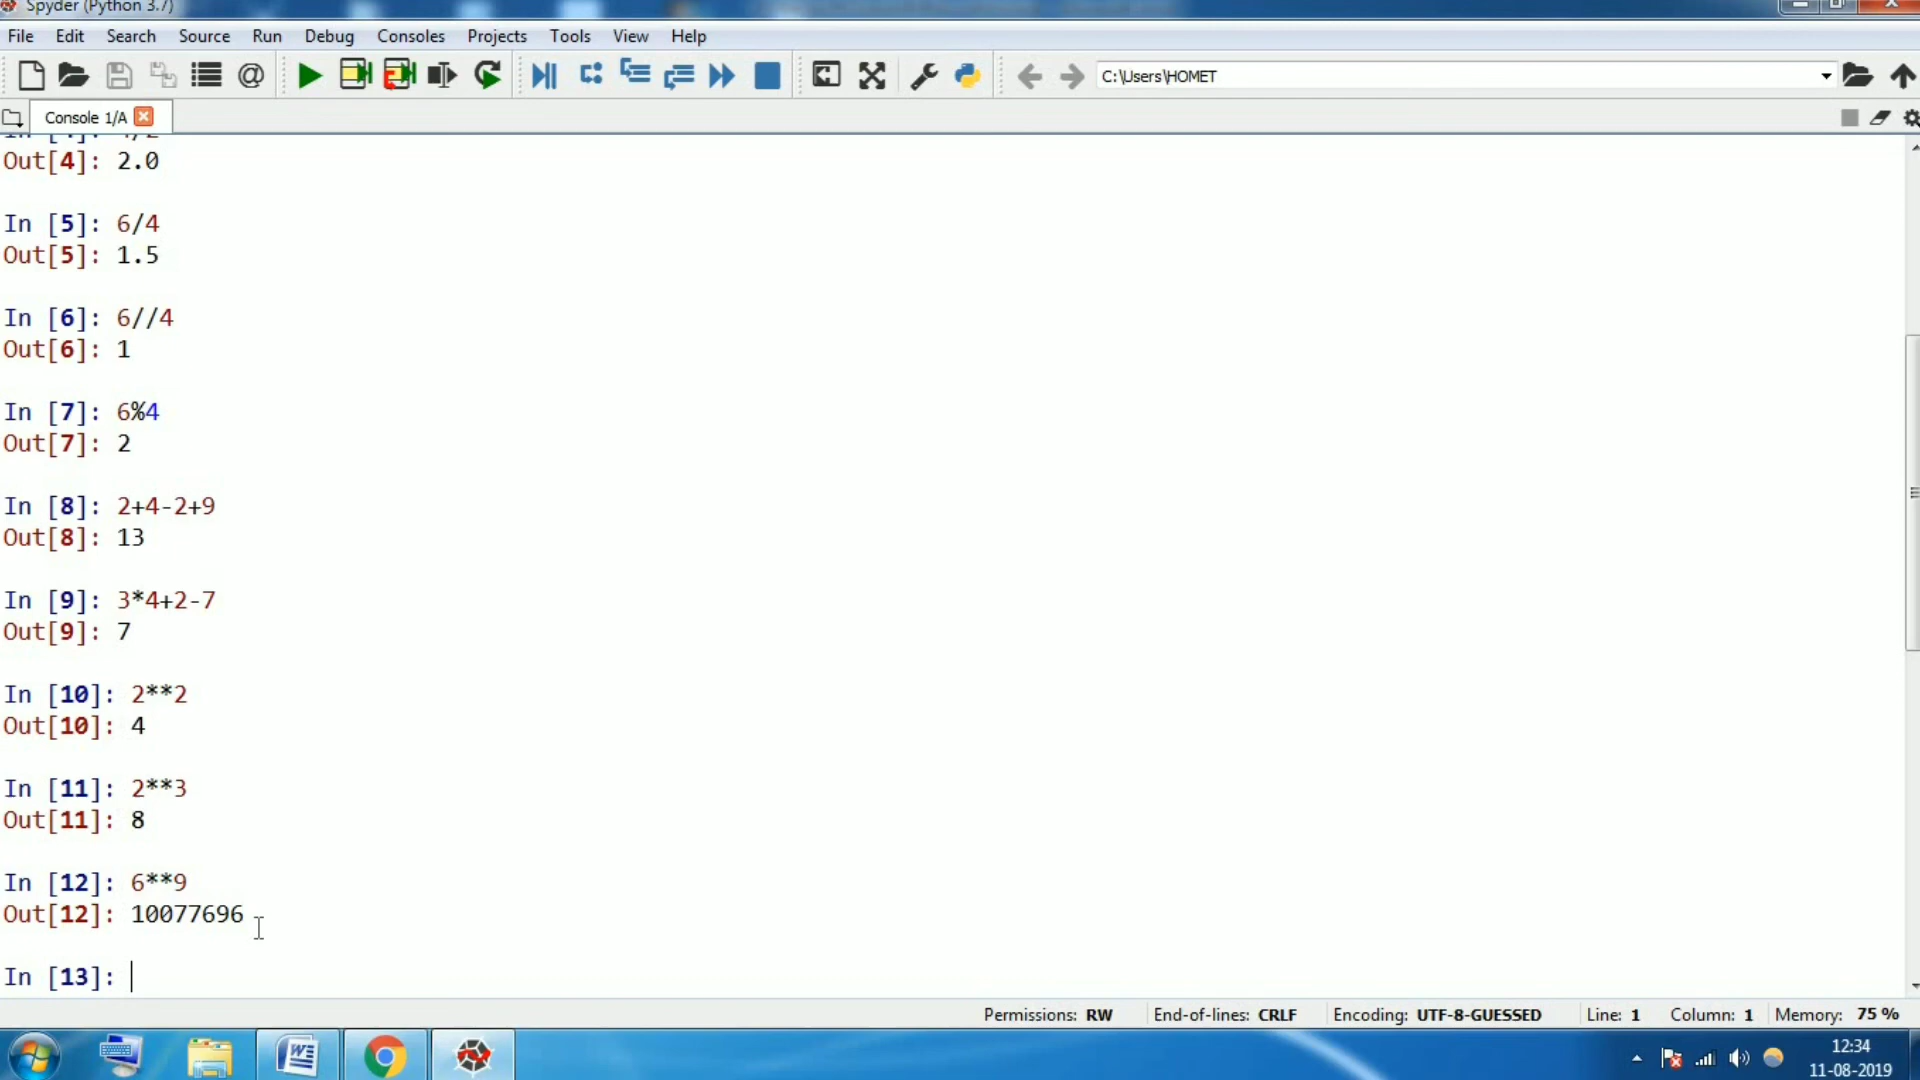 Spyder (Python 3.7)
File Edit Search Source Run Debug Consoles Projects Tools View Help
C:\Users\HOMET
Console 1/A
Out[4]: 2.0
In [5]: 6/4
Out[5]: 1.5
In [6]: 6//4
Out[6]: 1
In [7]: 6%4
Out[7]: 2
In [8]: 2+4-2+9
Out[8]: 13
In [9]: 3*4+2-7
Out[9]: 7
In [10]: 2**2
Out[10]: 4
In [11]: 2**3
Out[11]: 8
In [12]: 6**9
Out[12]: 10077696
In [13]:
Permissions: RW End-of-lines: CRLF Encoding: UTF-8-GUESSED Line: 1 Column: 1 Memory: 75 %
12:34
11-08-2019